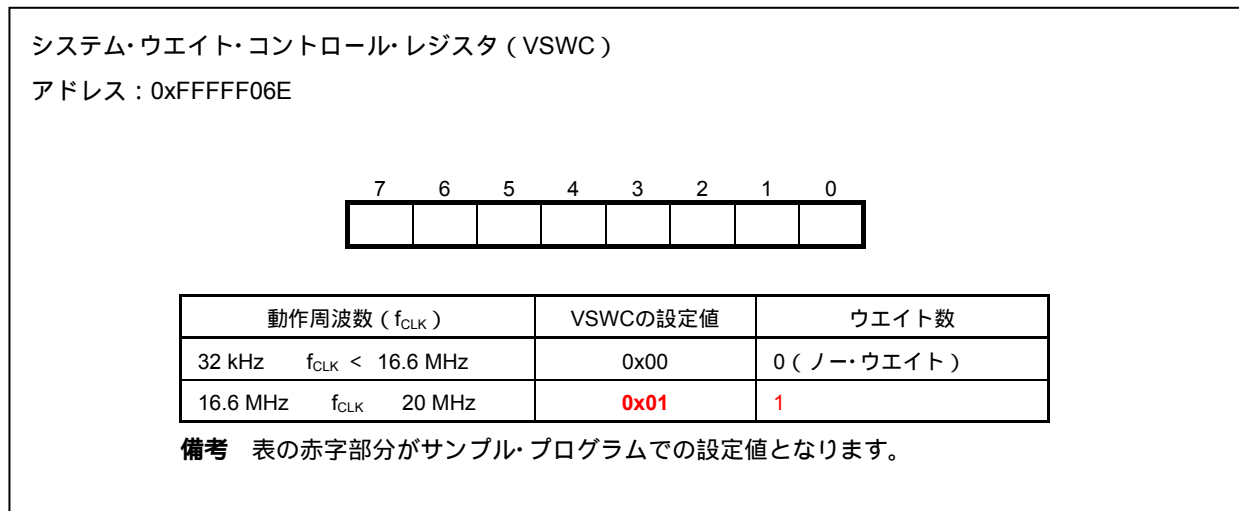 システム・ウエイト・コントロール・レジスタ（VSWC）
アドレス：0xFFFFF06E
7 6 5 4 3 2 1 0
動作周波数（fCLK） VSWCの設定値 ウエイト数
32 kHz fCLK < 16.6 MHz 0x00 0（ノー・ウエイト）
16.6 MHz fCLK 20 MHz 0x01 1
備考 表の赤字部分がサンプル・プログラムでの設定値となります。